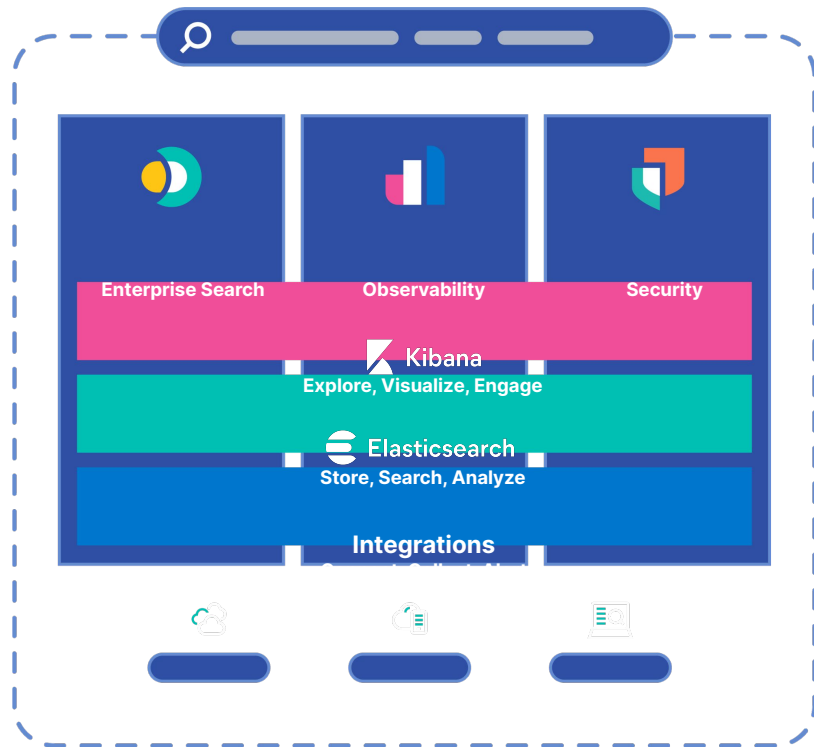 Enterprise Search
Observability
Security
Kibana
Explore, Visualize, Engage
Elasticsearch
Store, Search, Analyze
Integrations